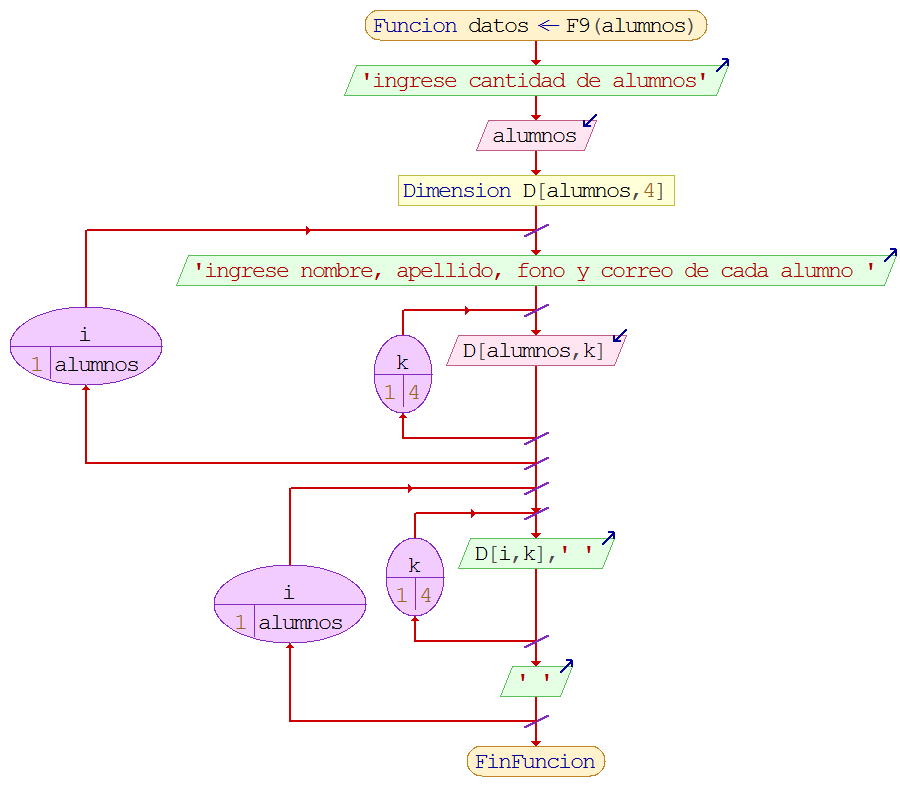 Funcion datos <- F9(alumnos)
'ingrese cantidad de alumnos'
alumnos
Dimension D[alumnos,4]
'ingrese nombre, apellido, fono y correo de cada alumno '
i
1 alumnos
D[alumnos,k]
k
1 4
D[i,k],' '
k
1 4
i
1 alumnos
' '
FinFuncion